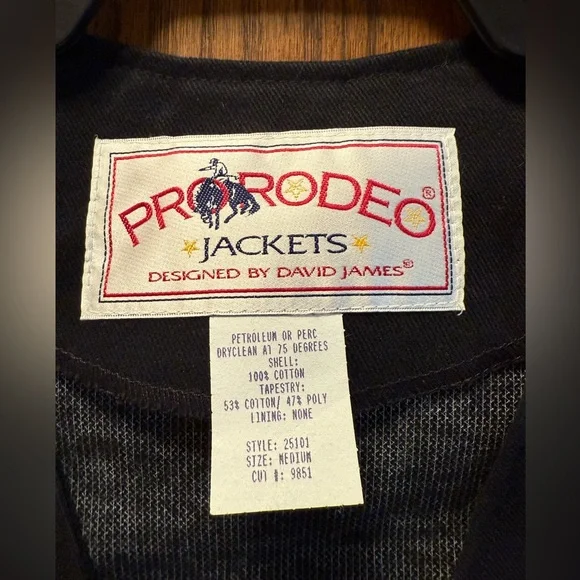 PRORODEO®
JACKETS
DESIGNED BY DAVID JAMES®
PETROLEUM OR PERC
DRYCLEAN AT 75 DEGREES
SHELL:
100% COTTON
TAPESTRY:
53% COTTON/ 47% POLY
LINING: NONE
STYLE: 25101
SIZE: MEDIUM
CUT #: 9851